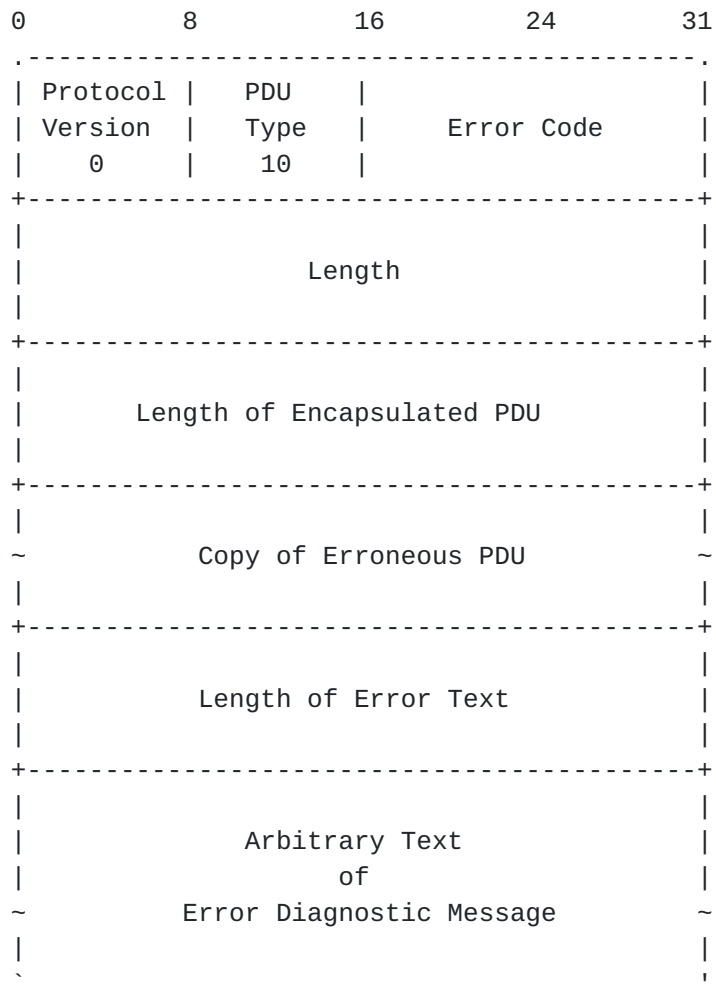 0          8          16         24        31
.-------------------------------------------.
| Protocol |   PDU    |                     |
| Version  |   Type   |     Error Code      |
|    0     |    10    |                     |
+-------------------------------------------+
|                                           |
|                  Length                   |
|                                           |
+-------------------------------------------+
|                                           |
|       Length of Encapsulated PDU          |
|                                           |
+-------------------------------------------+
|                                           |
~           Copy of Erroneous PDU           ~
|                                           |
+-------------------------------------------+
|                                           |
|           Length of Error Text            |
|                                           |
+-------------------------------------------+
|                                           |
|              Arbitrary Text               |
|                    of                     |
~          Error Diagnostic Message         ~
|                                           |
`-------------------------------------------'